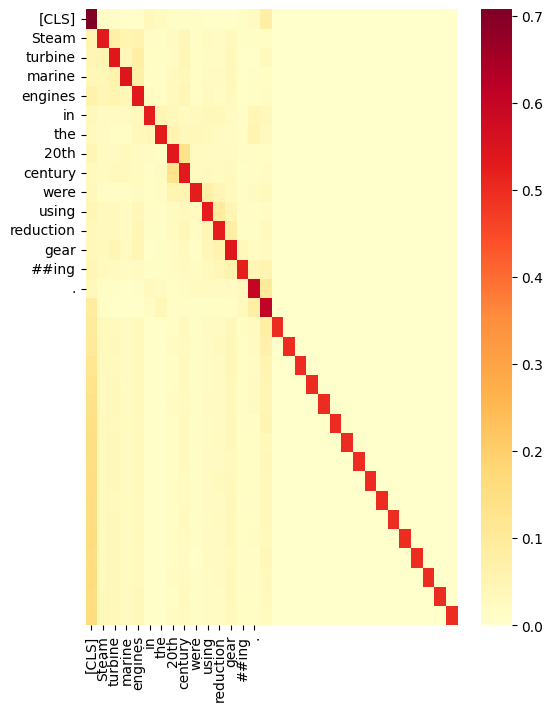 [CLS]
Steam
turbine
marine
engines
in
the
20th
century
were
using
reduction
gear
##ing
.
0.7
0.6
0.5
0.4
0.3
0.2
0.1
0.0
[CLS]
Steam
turbine
marine
engines
in
the
20th
century
were
using
reduction
gear
##ing
.